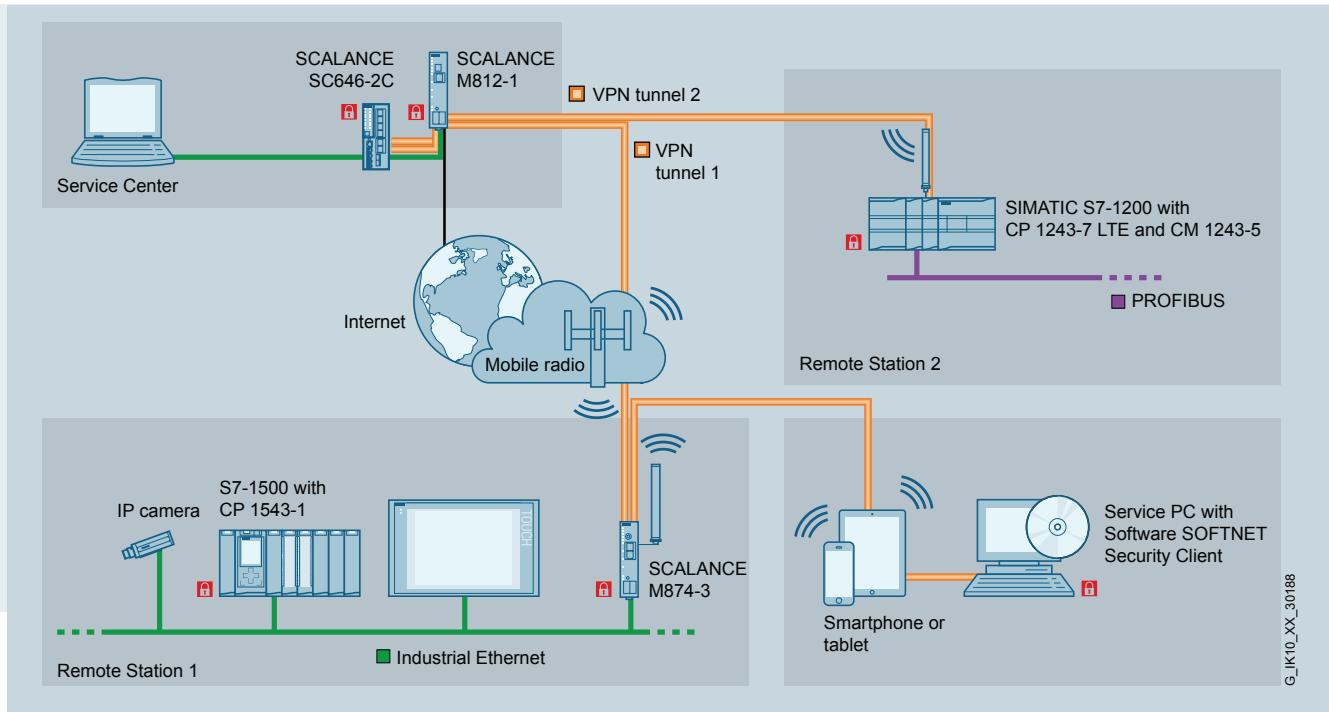 SCALANCE
SC646-2C
SCALANCE
M812-1
Service Center
VPN tunnel 2
VPN
tunnel 1
SIMATIC S7-1200 with
CP 1243-7 LTE and CM 1243-5
PROFIBUS
Remote Station 2
Internet
Mobile radio
IP camera
S7-1500 with
CP 1543-1
TOUCH
SCALANCE
M874-3
Industrial Ethernet
Remote Station 1
Smartphone or
tablet
Service PC with
Software SOFTNET
Security Client
G_IK10_XX_30188